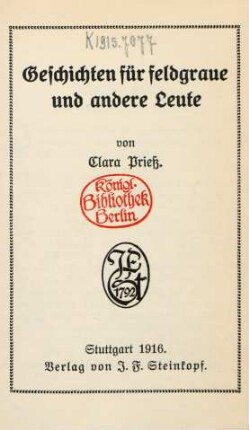 K 1915.7077
Geschichten für Feldgraue
und andere Leute
von
Clara Prieß.
Königl.
Bibliothek
Berlin
1792
Stuttgart 1916.
Verlag von J. F. Steinkopf.